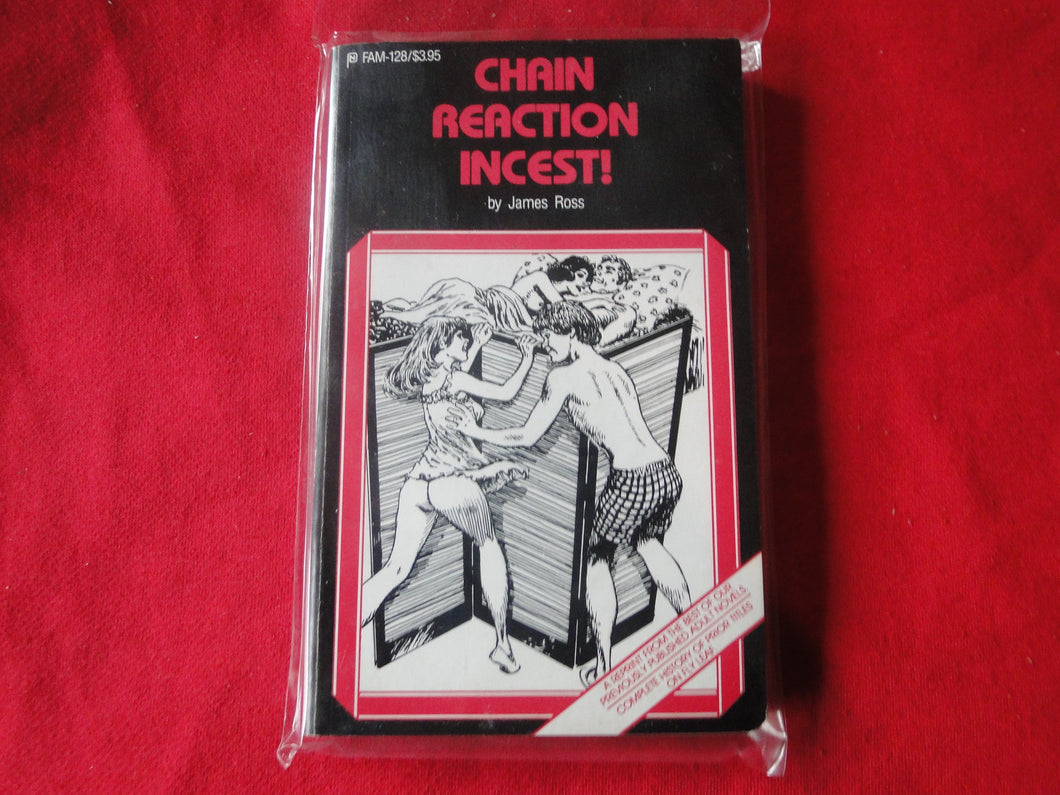 FAM-128/$3.95
CHAIN
REACTION
INCEST!
by James Ross
A REPRINT FROM THE BEST OF OUR
PREVIOUSLY PUBLISHED ADULT NOVELS
COMPLETE HISTORY OF PRIOR TITLES
ON FLY LEAF